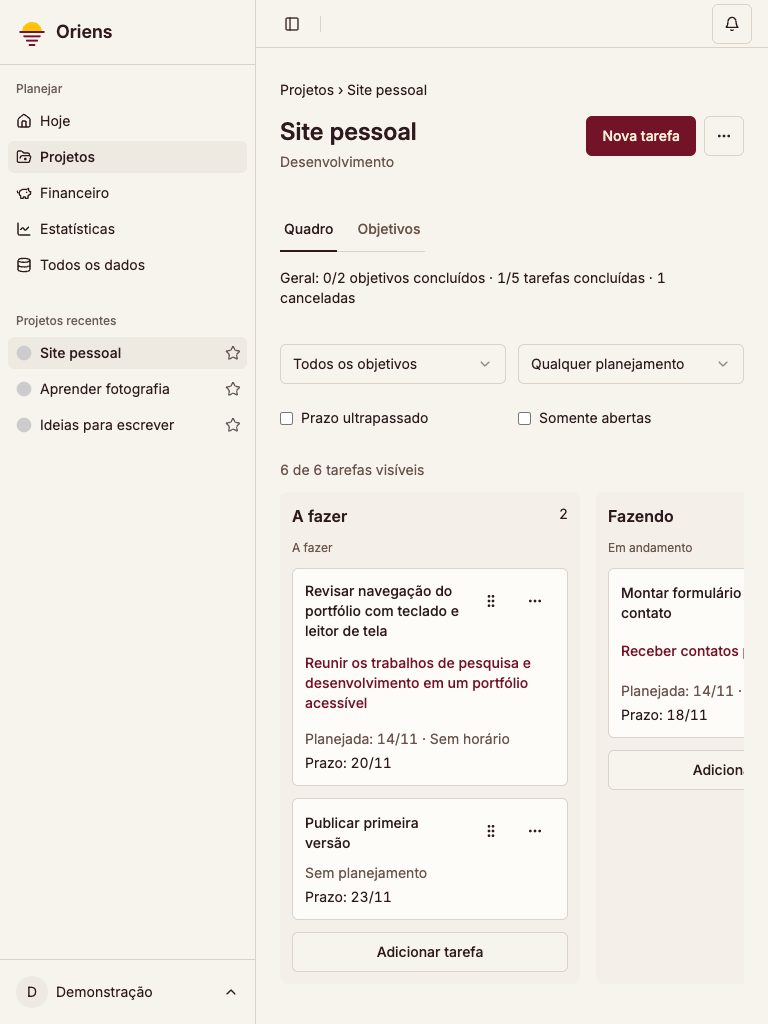 Oriens
Planejar
Hoje
Projetos
Financeiro
Estatísticas
Todos os dados
Projetos recentes
Site pessoal
Aprender fotografia
Ideias para escrever
D
Demonstração
Projetos › Site pessoal
Site pessoal
Desenvolvimento
Nova tarefa
Quadro
Objetivos
Geral: 0/2 objetivos concluídos · 1/5 tarefas concluídas · 1
canceladas
Todos os objetivos
Qualquer planejamento
Prazo ultrapassado
Somente abertas
6 de 6 tarefas visíveis
A fazer
2
A fazer
Revisar navegação do
portfólio com teclado e
leitor de tela
Reunir os trabalhos de pesquisa e
desenvolvimento em um portfólio
acessível
Planejada: 14/11 · Sem horário
Prazo: 20/11
Publicar primeira
versão
Sem planejamento
Prazo: 23/11
Adicionar tarefa
Fazendo
Em andamento
Montar formulário
contato
Receber contatos
Planejada: 14/11 ·
Prazo: 18/11